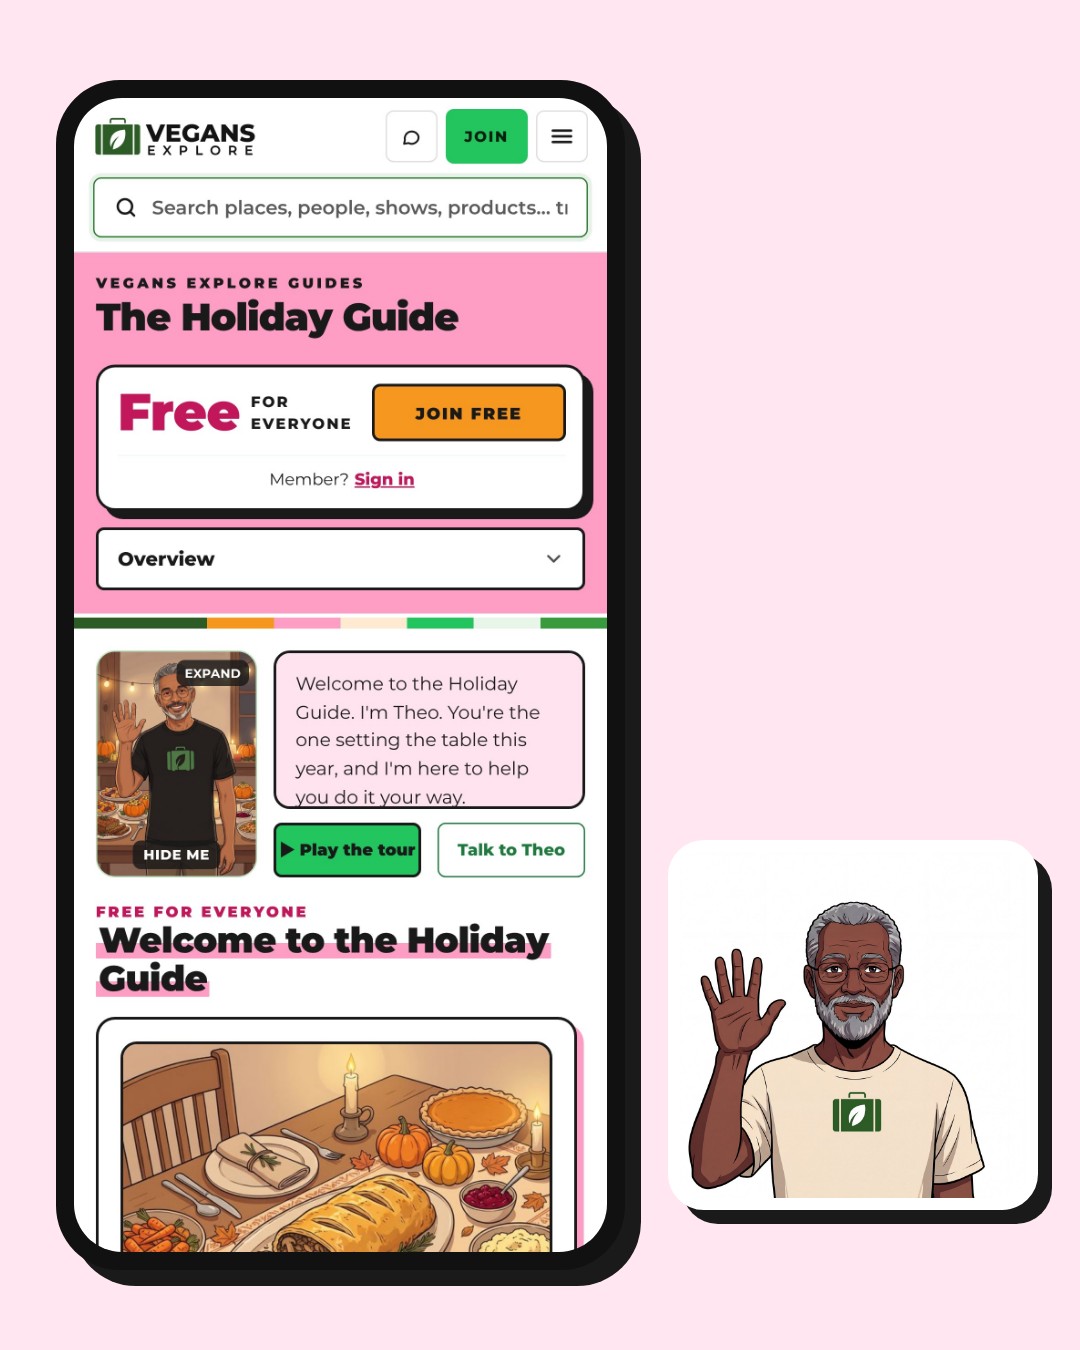 VEGANS
EXPLORE
JOIN
Search places, people, shows, products... tr
VEGANS EXPLORE GUIDES
The Holiday Guide
Free FOR
EVERYONE
JOIN FREE
Member? Sign in
Overview
EXPAND
HIDE ME
Welcome to the Holiday
Guide. I'm Theo. You're the
one setting the table this
year, and I'm here to help
you do it your way.
Play the tour
Talk to Theo
FREE FOR EVERYONE
Welcome to the Holiday
Guide